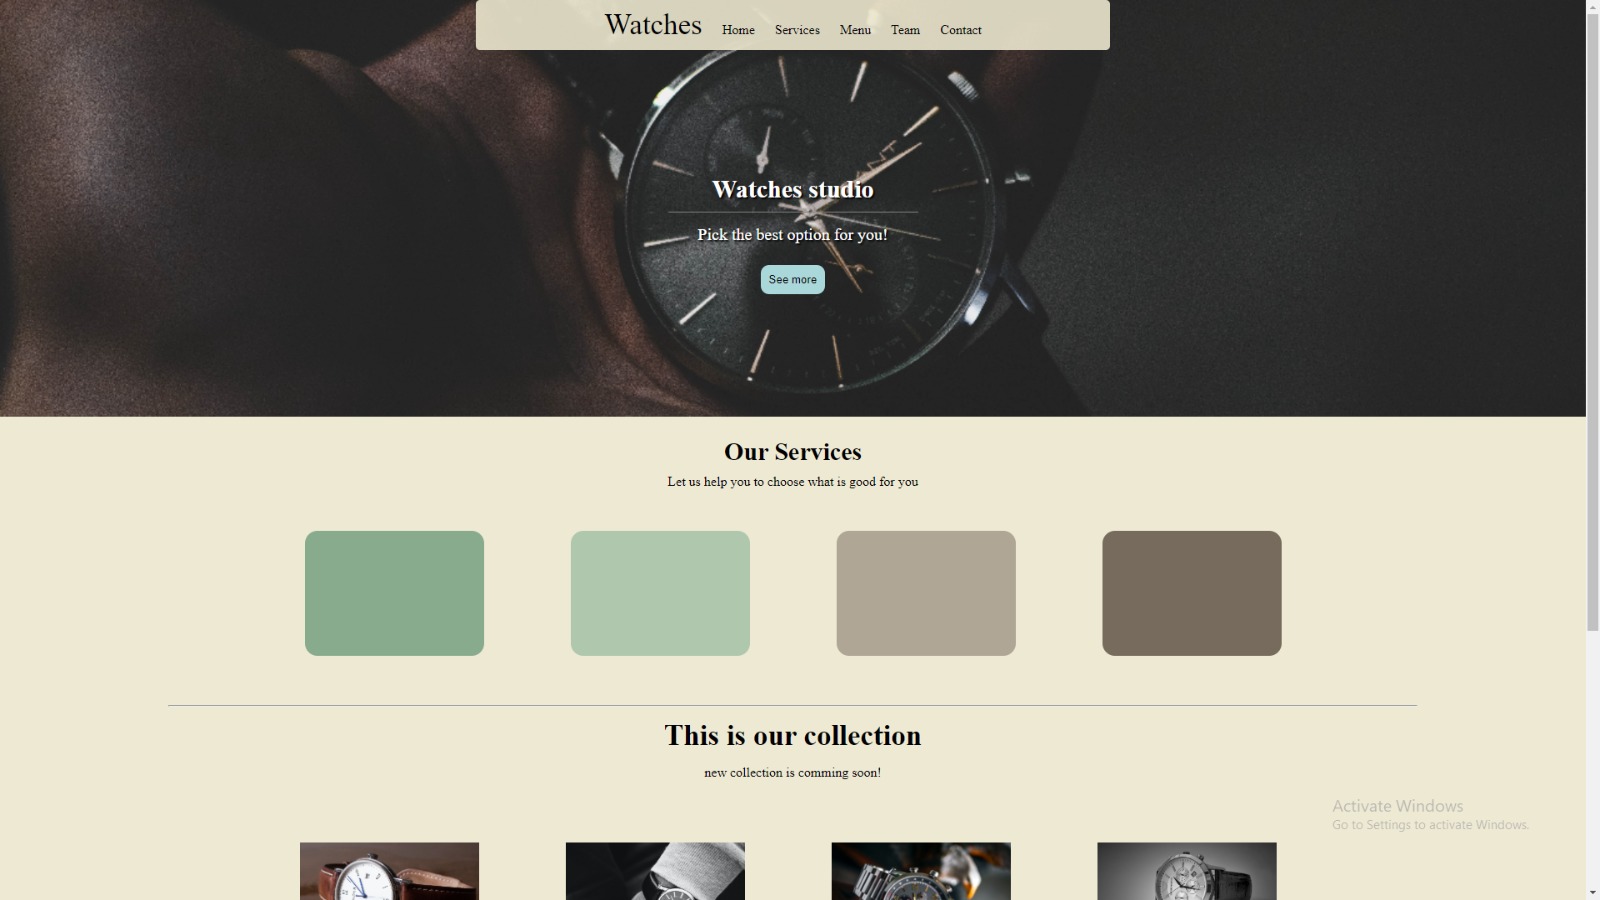 Watches Home Services Menu Team Contact
Watches studio
Pick the best option for you!
See more
Our Services
Let us help you to choose what is good for you
This is our collection
new collection is comming soon!
Activate Windows
Go to Settings to activate Windows.